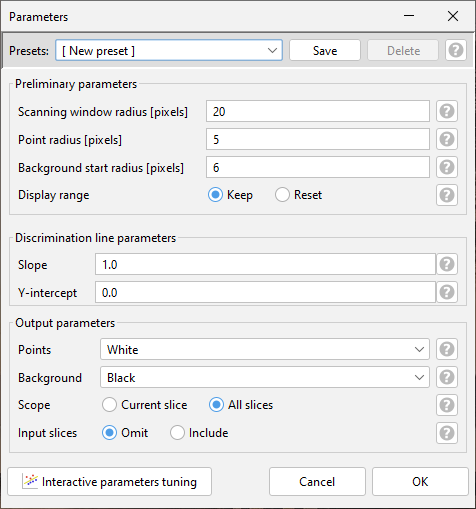 Parameters
Presets: [ New preset ] Save Delete ?
Preliminary parameters
Scanning window radius [pixels] 20 ?
Point radius [pixels] 5 ?
Background start radius [pixels] 6 ?
Display range Keep Reset ?
Discrimination line parameters
Slope 1.0 ?
Y-intercept 0.0 ?
Output parameters
Points White ?
Background Black ?
Scope Current slice All slices ?
Input slices Omit Include ?
Interactive parameters tuning Cancel OK